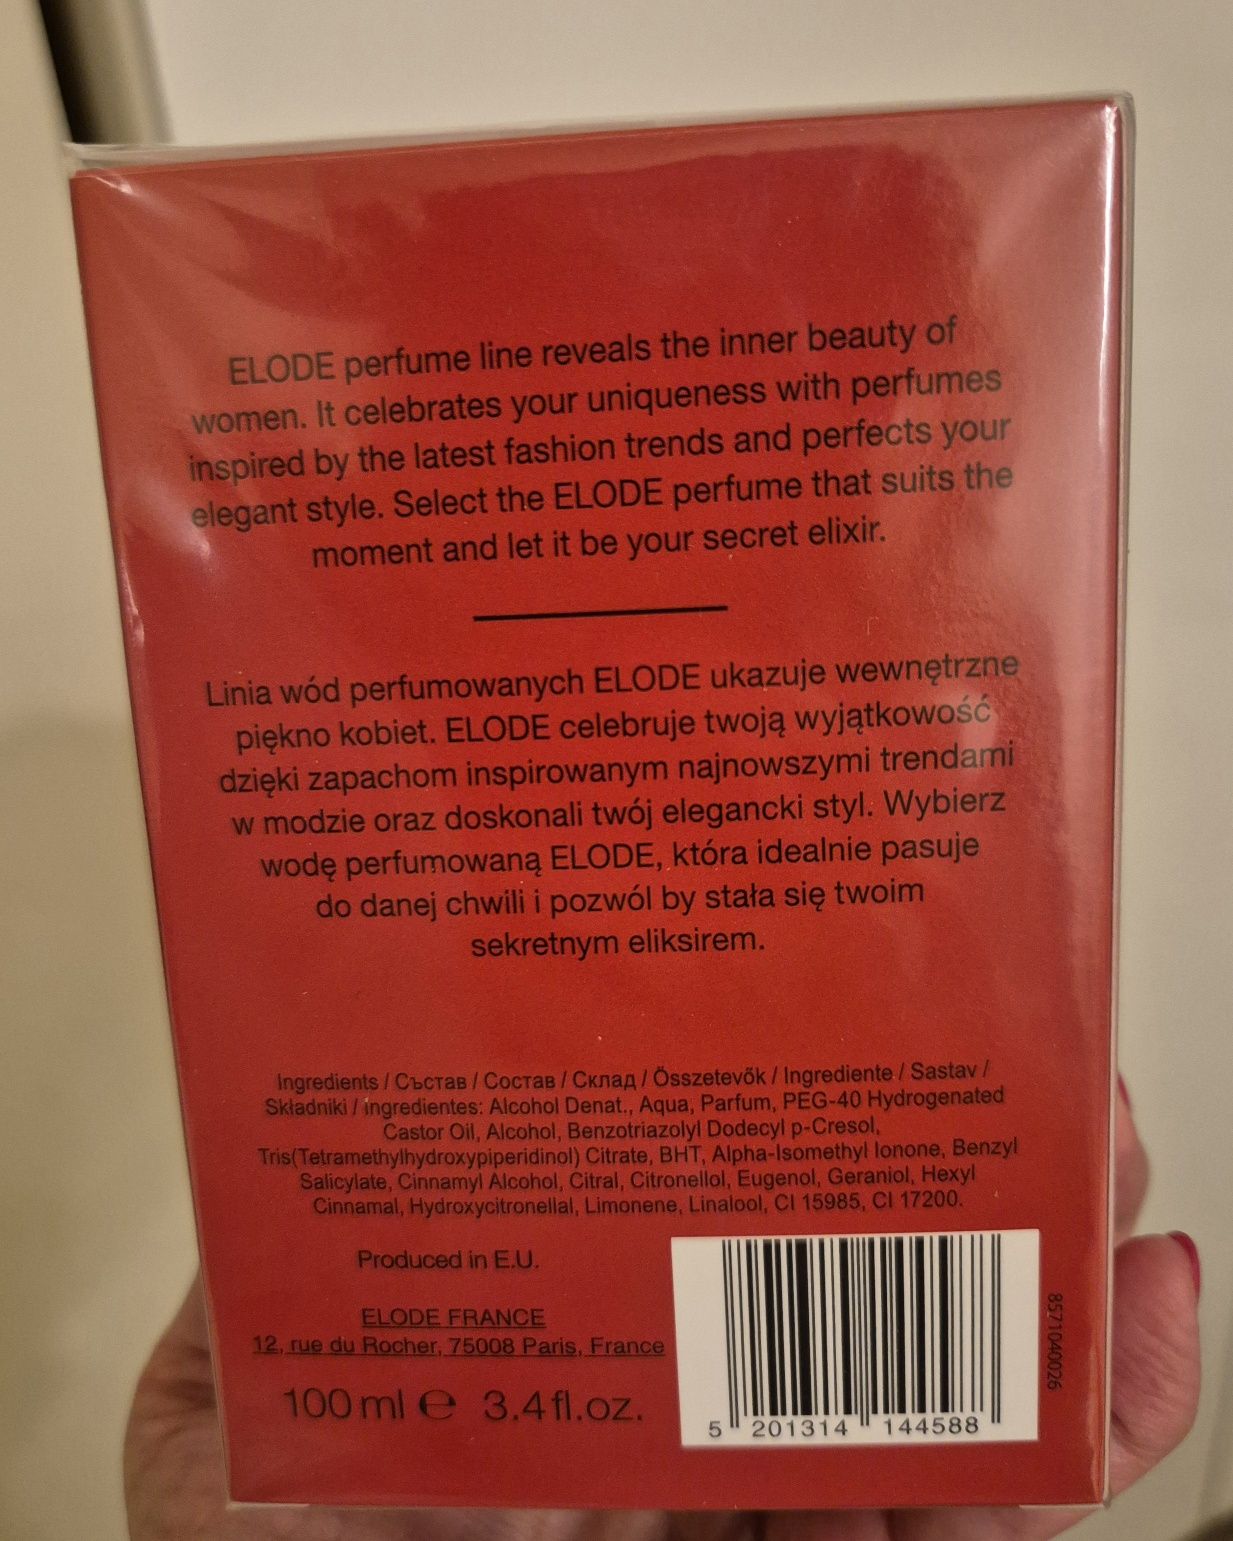 ELODE perfume line reveals the inner beauty of
women. It celebrates your uniqueness with perfumes
inspired by the latest fashion trends and perfects your
elegant style. Select the ELODE perfume that suits the
moment and let it be your secret elixir.
Linia wód perfumowanych ELODE ukazuje wewnętrzne
piękno kobiet. ELODE celebruje twoją wyjątkowość
dzięki zapachom inspirowanym najnowszymi trendami
w modzie oraz doskonali twój elegancki styl. Wybierz
wodę perfumowaną ELODE, która idealnie pasuje
do danej chwili i pozwól by stała się twoim
sekretnym eliksirem.
Ingredients / Състав / Состав / Склад / Összetevők / Ingrediente / Sastav /
Składniki / ingredientes: Alcohol Denat., Aqua, Parfum, PEG-40 Hydrogenated
Castor Oil, Alcohol, Benzotriazolyl Dodecyl p-Cresol,
Tris(Tetramethylhydroxypiperidinol) Citrate, BHT, Alpha-Isomethyl Ionone, Benzyl
Salicylate, Cinnamyl Alcohol, Citral, Citronellol, Eugenol, Geraniol, Hexyl
Cinnamal, Hydroxycitronellal, Limonene, Linalool, CI 15985, CI 17200.
Produced in E.U.
ELODE FRANCE
12, rue du Rocher, 75008 Paris, France
100 ml ℮ 3.4 fl.oz.
5 201314 144588
8571040026